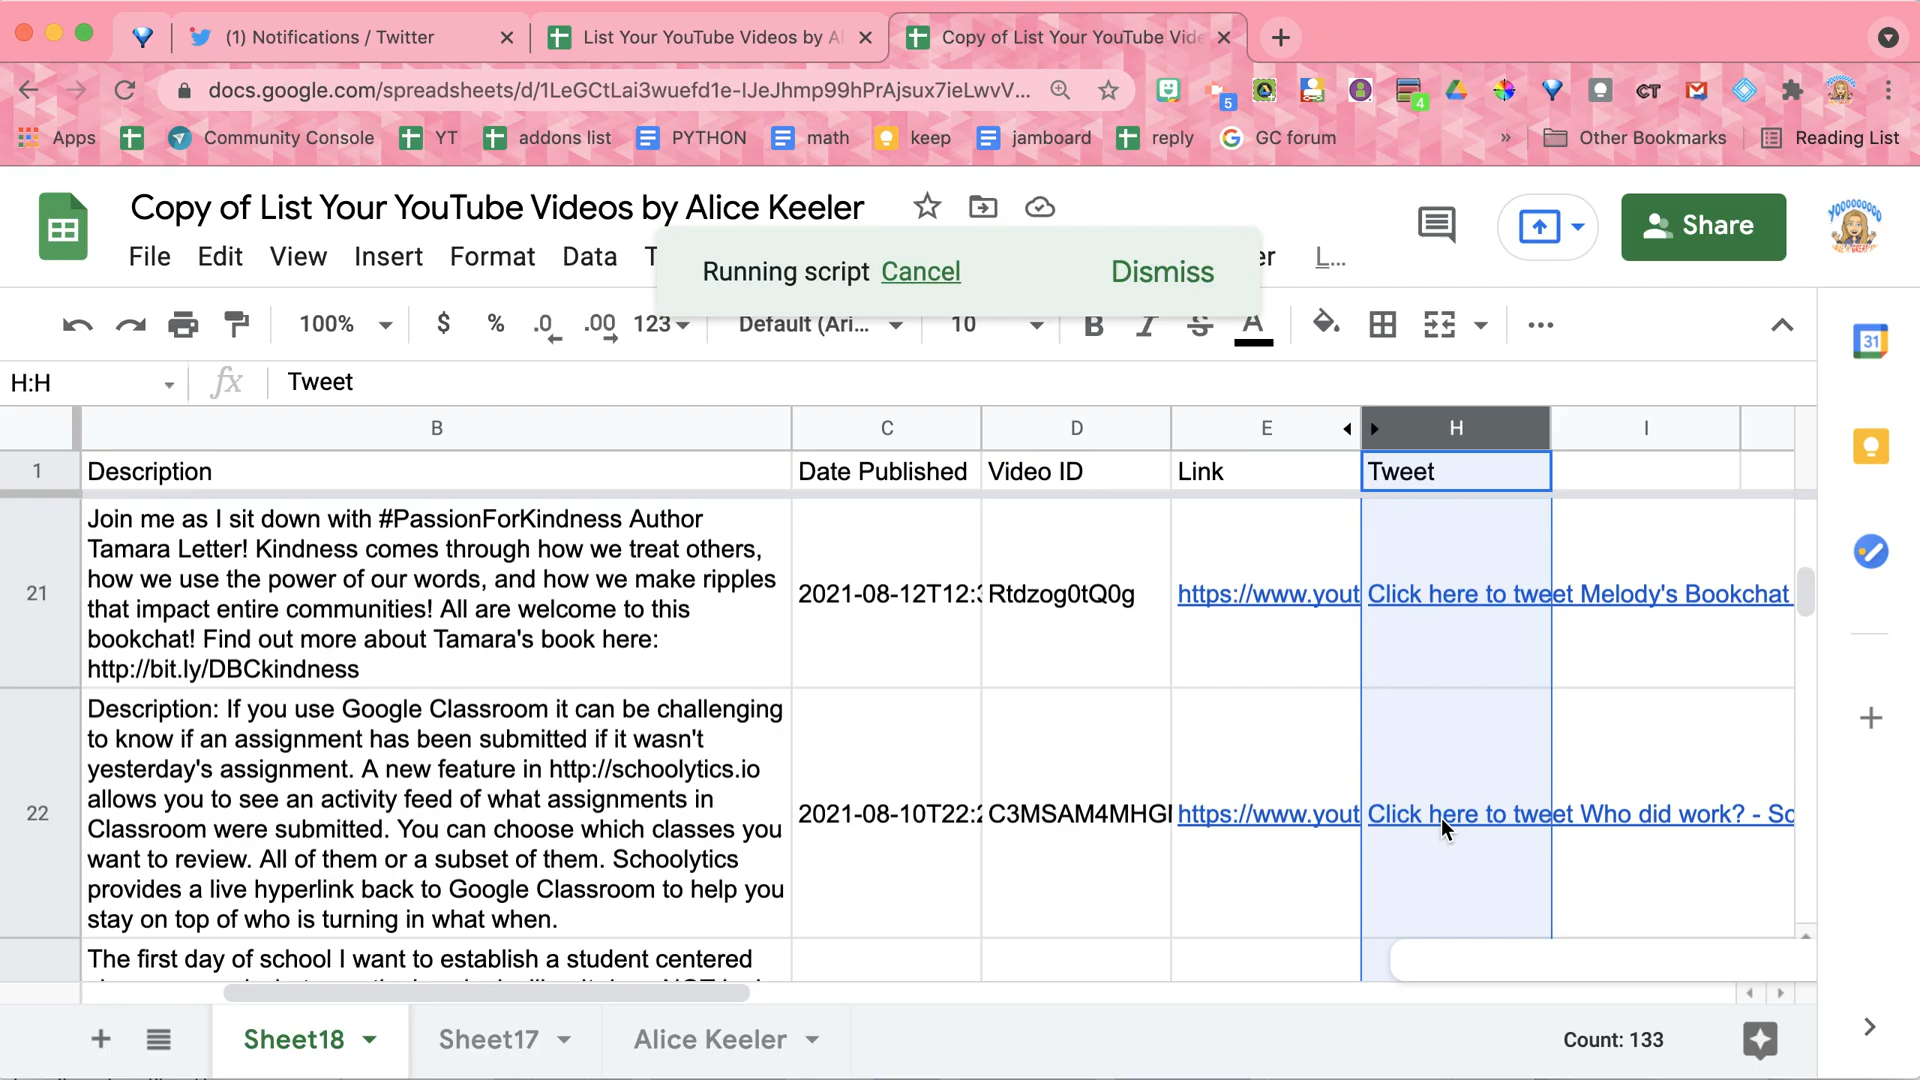 (1) Notifications / Twitter
List Your YouTube Videos by Al
Copy of List Your YouTube Vide
docs.google.com/spreadsheets/d/1LeGCtLai3wuefd1e-IJeJhmp99hPrAjsux7ieLwvV...
5
4
CT
Apps
Community Console
YT
addons list
PYTHON
math
keep
jamboard
reply
GC forum
»
Other Bookmarks
Reading List
Copy of List Your YouTube Videos by Alice Keeler
Share
File Edit View Insert Format Data T
er
L...
Running script Cancel Dismiss
100% $ % .0 .00 123 Default (Ari... 10 B I S A
31
H:H
fx
Tweet
B C D E H I
1 Description Date Published Video ID Link Tweet
Join me as I sit down with #PassionForKindness Author
Tamara Letter! Kindness comes through how we treat others,
how we use the power of our words, and how we make ripples
21 that impact entire communities! All are welcome to this
bookchat! Find out more about Tamara's book here:
http://bit.ly/DBCkindness
2021-08-12T12:3 Rtdzog0tQ0g https://www.yout Click here to tweet Melody's Bookchat
Description: If you use Google Classroom it can be challenging
to know if an assignment has been submitted if it wasn't
yesterday's assignment. A new feature in http://schoolytics.io
allows you to see an activity feed of what assignments in
22 Classroom were submitted. You can choose which classes you
want to review. All of them or a subset of them. Schoolytics
provides a live hyperlink back to Google Classroom to help you
stay on top of who is turning in what when.
2021-08-10T22:2 C3MSAM4MHGI https://www.yout Click here to tweet Who did work? - Sc
The first day of school I want to establish a student centered
Sheet18 Sheet17 Alice Keeler
Count: 133